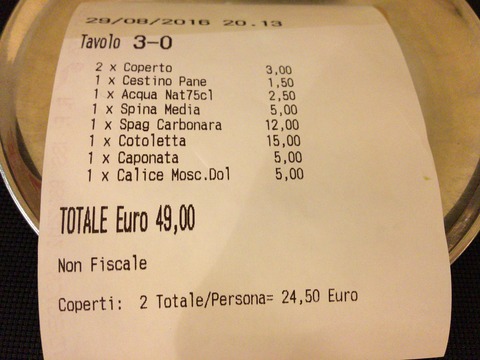 29/08/2016 20.13
Tavolo 3-0
2 x Coperto 3,00
1 x Cestino Pane 1,50
1 x Acqua Nat75cl 2,50
1 x Spina Media 5,00
1 x Spag Carbonara 12,00
1 x Cotoletta 15,00
1 x Caponata 5,00
1 x Calice Mosc.Dol 5,00
TOTALE Euro 49,00
Non Fiscale
Coperti: 2 Totale/Persona= 24,50 Euro